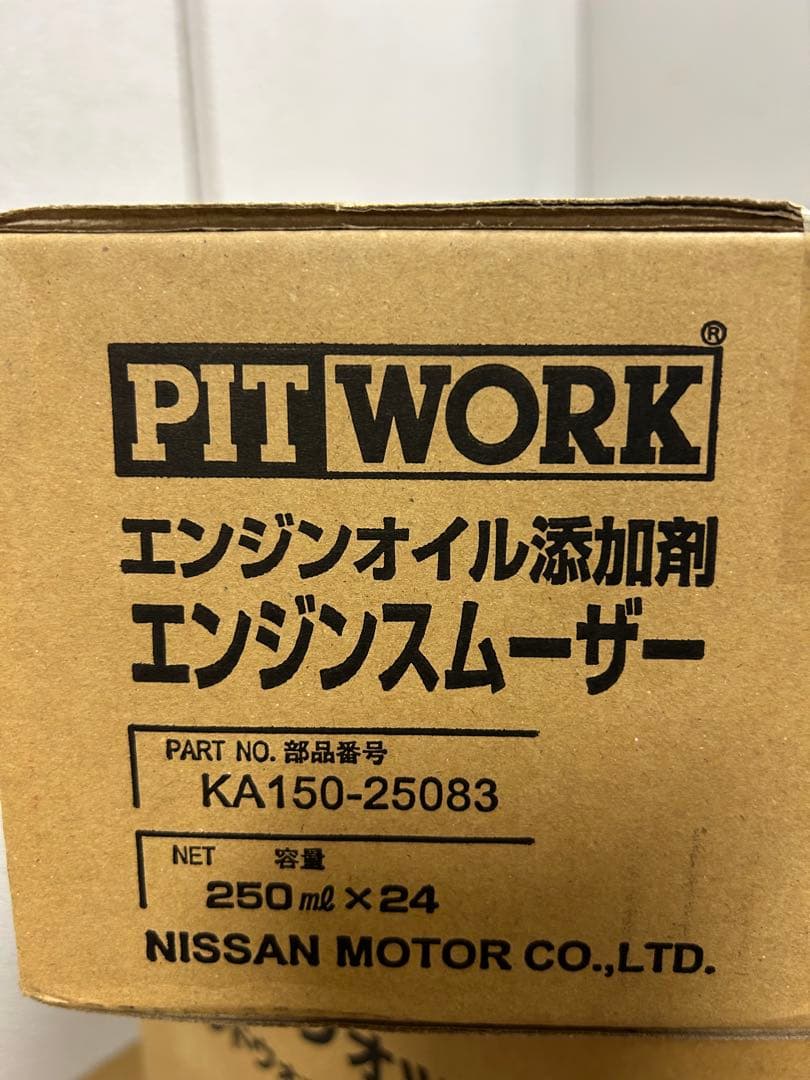 PIT WORK®
エンジンオイル添加剤
エンジンスムーザー
PART NO. 部品番号
KA150-25083
NET 容量
250ml×24
NISSAN MOTOR CO.,LTD.